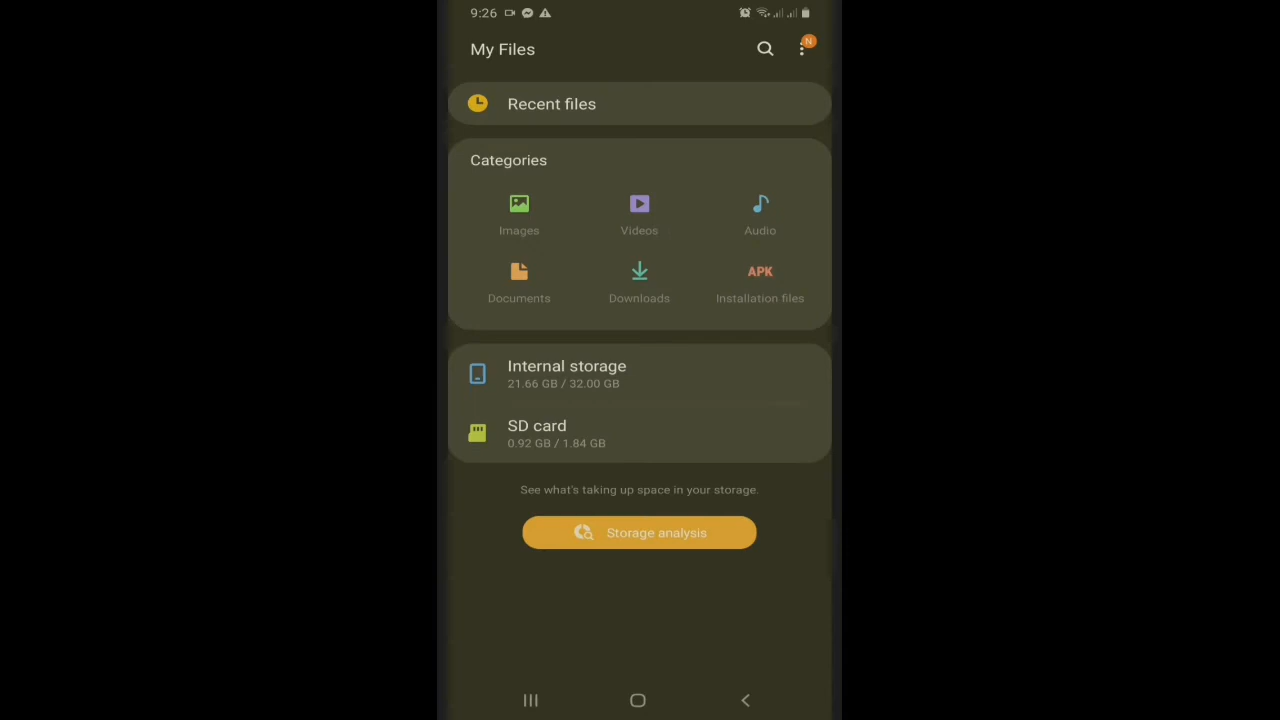 9:26
My Files
N
Recent files
Categories
Images
Videos
Audio
APK
Documents
Downloads
Installation files
Internal storage
21.66 GB / 32.00 GB
SD card
0.92 GB / 1.84 GB
See what's taking up space in your storage.
Storage analysis